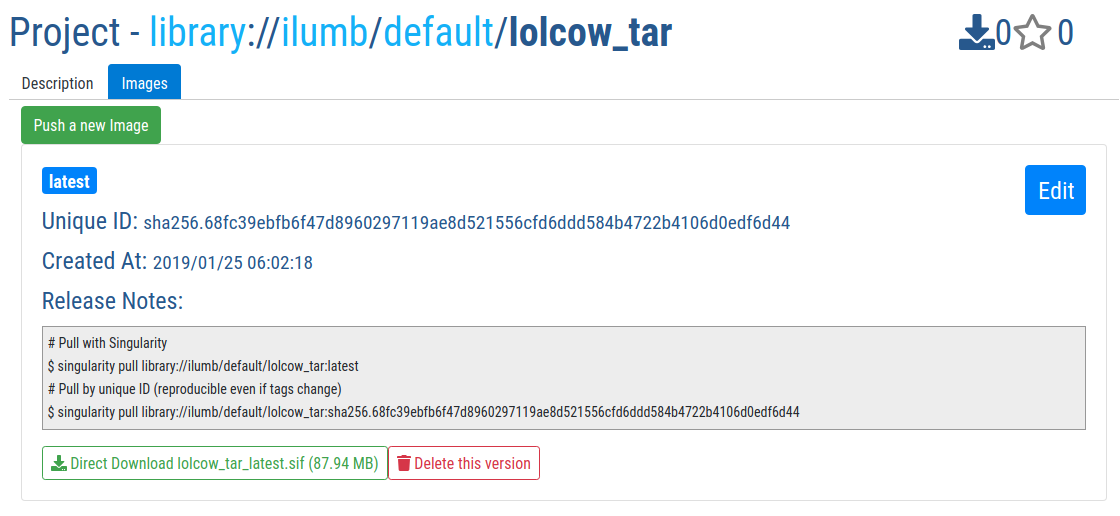 Project - library://ilumb/default/lolcow_tar
0 0
Description Images
Push a new Image
latest
Edit
Unique ID: sha256.68fc39ebfb6f47d8960297119ae8d521556cfd6ddd584b4722b4106d0edf6d44
Created At: 2019/01/25 06:02:18
Release Notes:
# Pull with Singularity
$ singularity pull library://ilumb/default/lolcow_tar:latest
# Pull by unique ID (reproducible even if tags change)
$ singularity pull library://ilumb/default/lolcow_tar:sha256.68fc39ebfb6f47d8960297119ae8d521556cfd6ddd584b4722b4106d0edf6d44
Direct Download lolcow_tar_latest.sif (87.94 MB) Delete this version